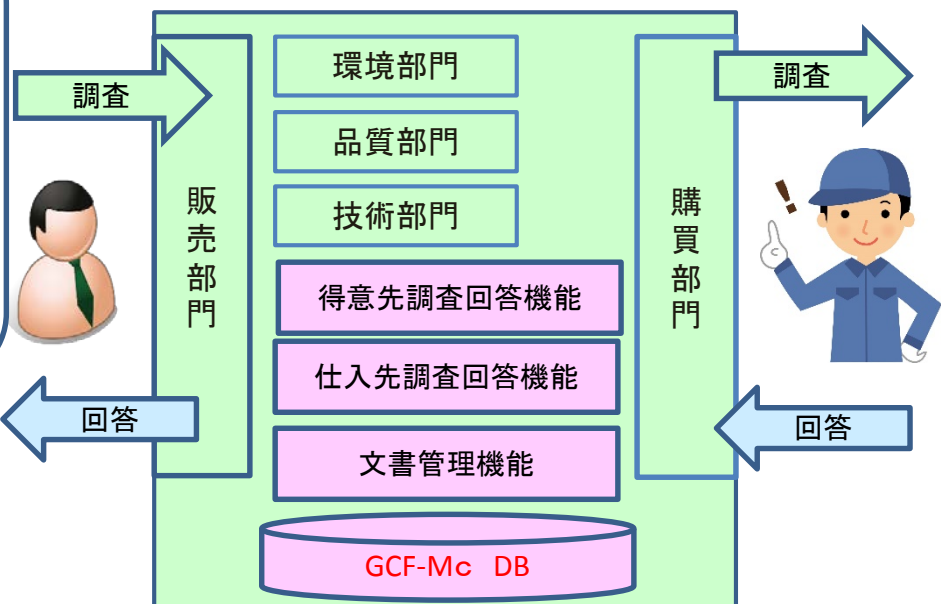 調査
回答
販売部門
環境部門
品質部門
技術部門
得意先調査回答機能
仕入先調査回答機能
文書管理機能
GCF-Mc DB
購買部門
調査
!
回答